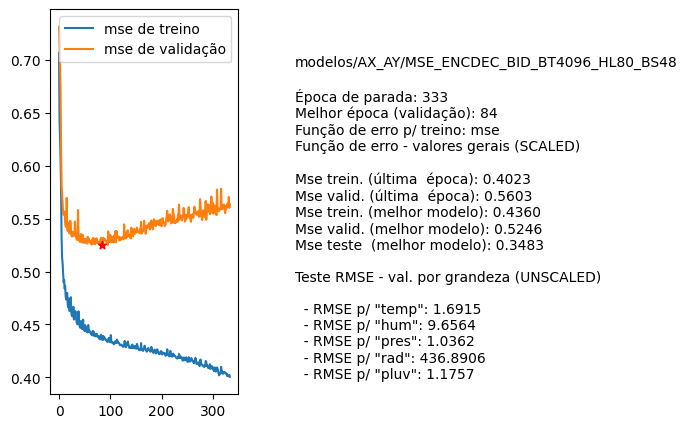 mse de treino
mse de validação
0.70
0.65
0.60
0.55
0.50
0.45
0.40
0
100
200
300
modelos/AX_AY/MSE_ENCDEC_BID_BT4096_HL80_BS48
Época de parada: 333
Melhor época (validação): 84
Função de erro p/ treino: mse
Função de erro - valores gerais (SCALED)
Mse trein. (última  época): 0.4023
Mse valid. (última  época): 0.5603
Mse trein. (melhor modelo): 0.4360
Mse valid. (melhor modelo): 0.5246
Mse teste  (melhor modelo): 0.3483
Teste RMSE - val. por grandeza (UNSCALED)
- RMSE p/ "temp": 1.6915
- RMSE p/ "hum": 9.6564
- RMSE p/ "pres": 1.0362
- RMSE p/ "rad": 436.8906
- RMSE p/ "pluv": 1.1757